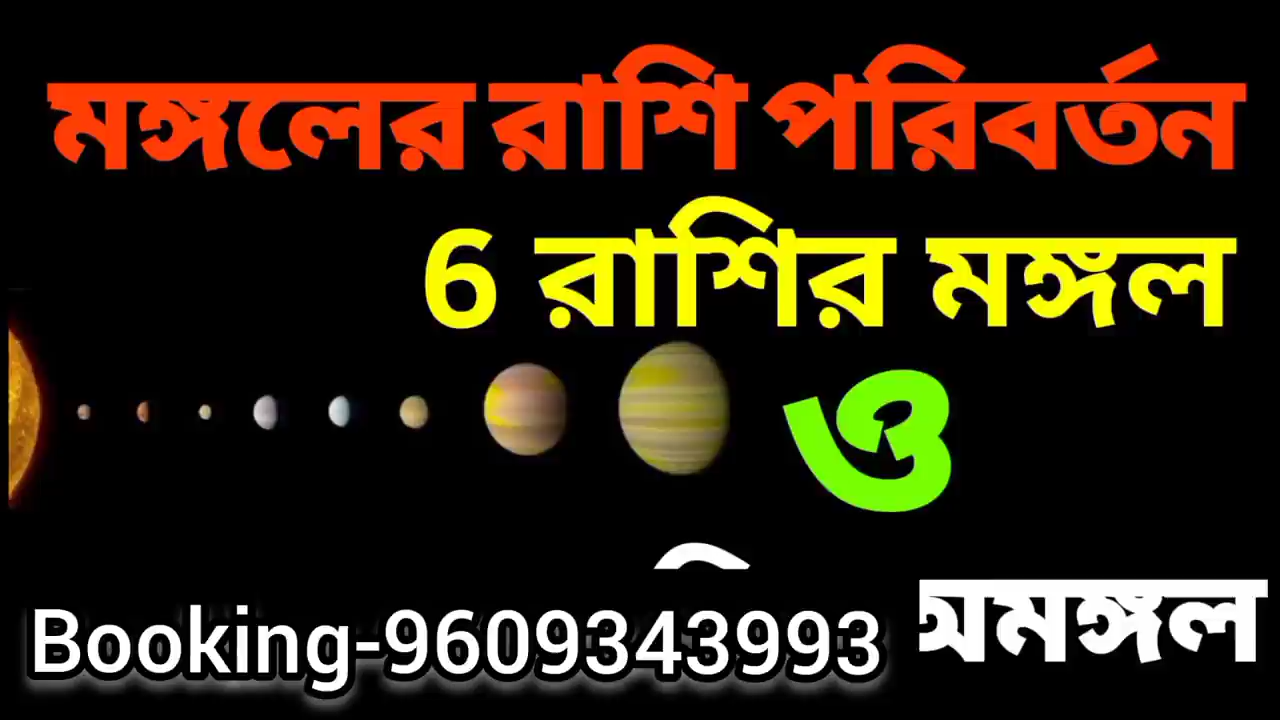 মঙ্গলের রাশি পরিবর্তন
6 রাশির মঙ্গল
ও
অমঙ্গল
Booking-9609343993